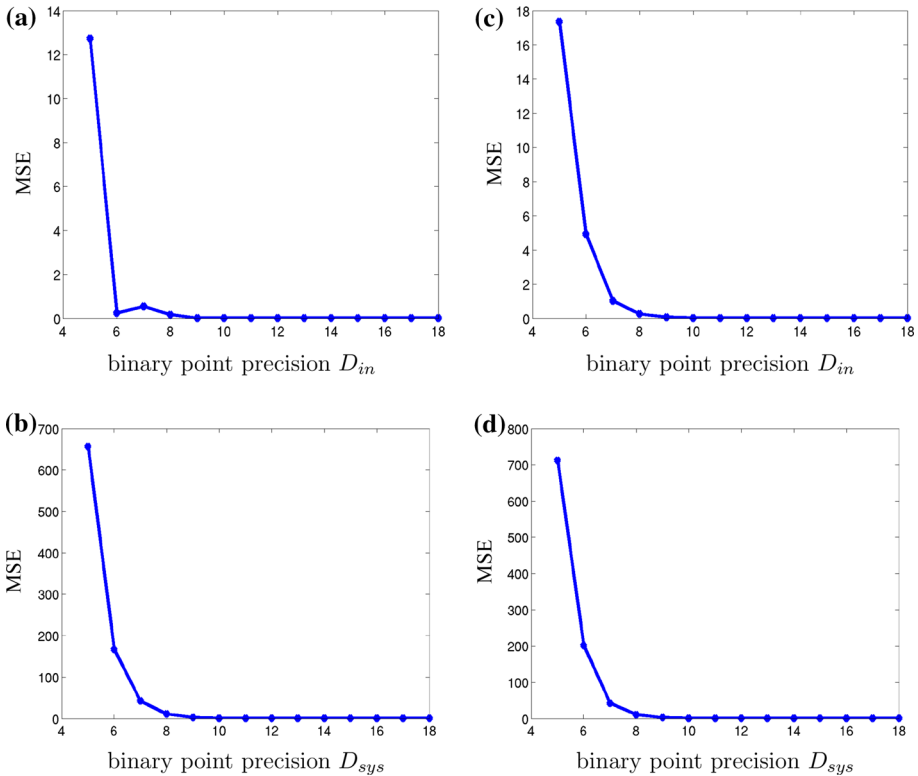 (a)
14
12
10
8
6
4
2
0
MSE
4 6 8 10 12 14 16 18
binary point precision D_in
(c)
18
16
14
12
10
8
6
4
2
0
MSE
4 6 8 10 12 14 16 18
binary point precision D_in
(b)
700
600
500
400
300
200
100
0
MSE
4 6 8 10 12 14 16 18
binary point precision D_sys
(d)
800
700
600
500
400
300
200
100
0
MSE
4 6 8 10 12 14 16 18
binary point precision D_sys